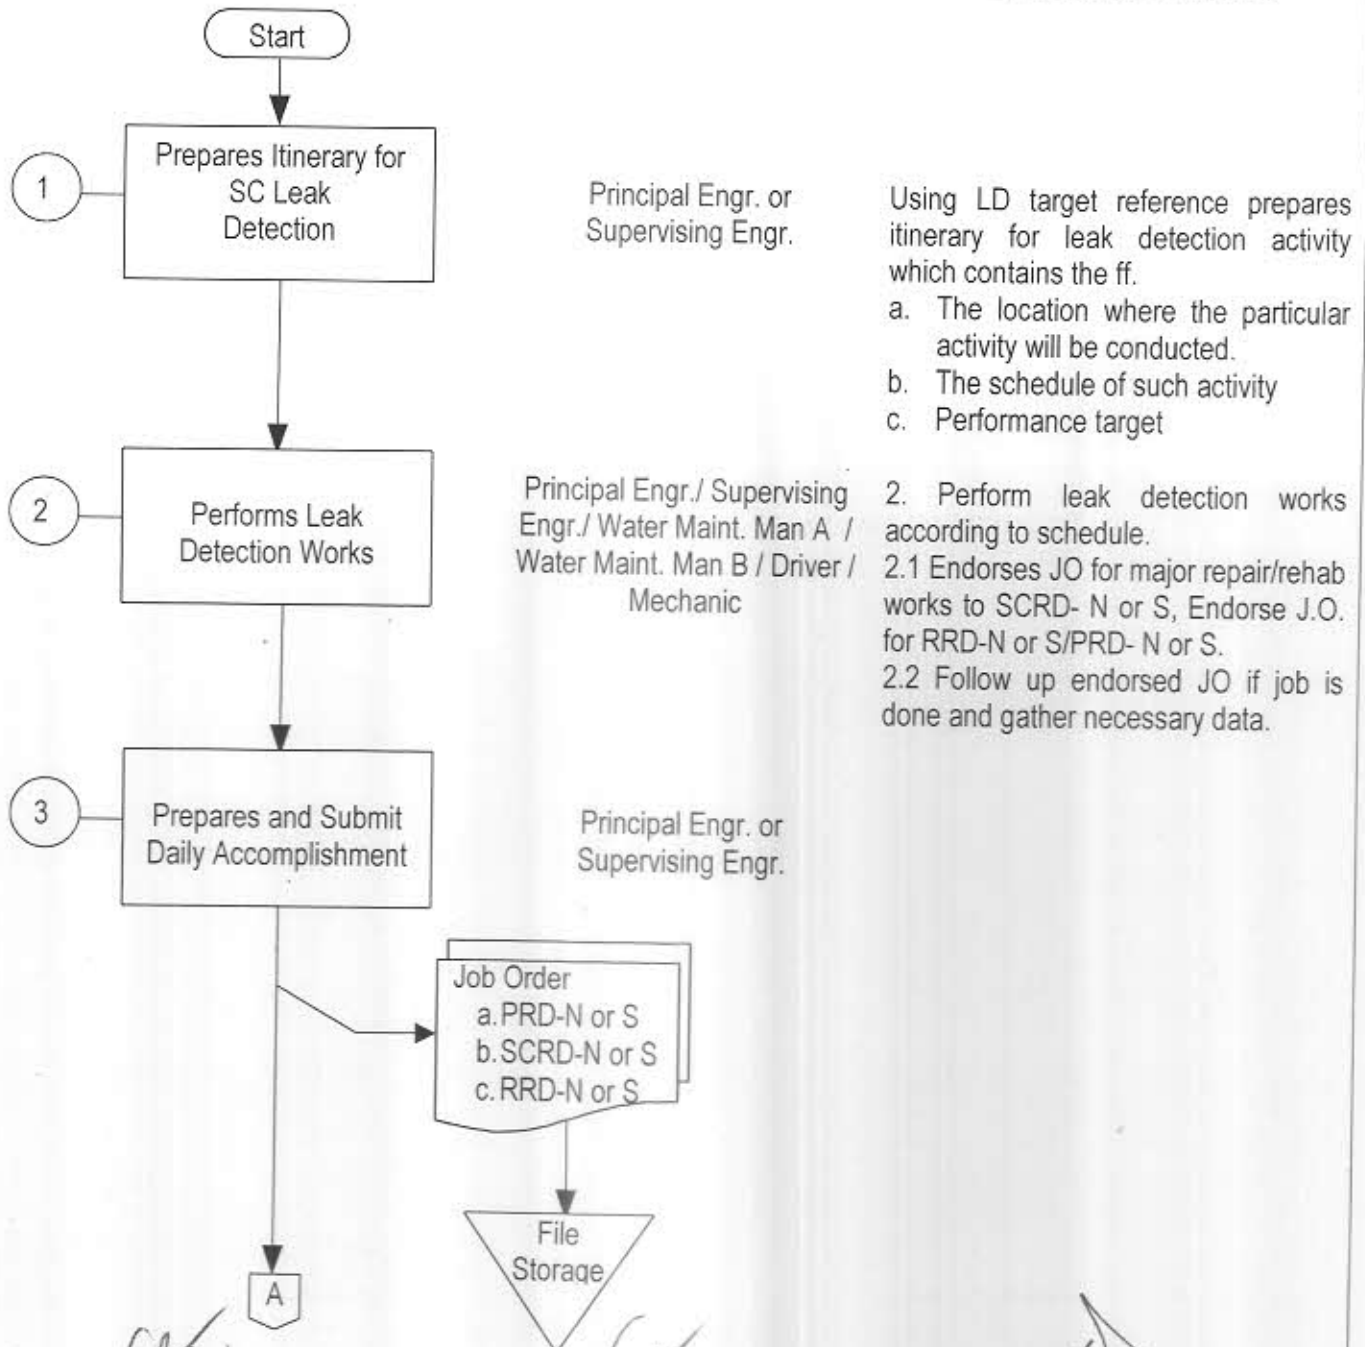 Start
1
Prepares Itinerary for
SC Leak
Detection
Principal Engr. or
Supervising Engr.
Using LD target reference prepares
itinerary for leak detection activity
which contains the ff.
a. The location where the particular
activity will be conducted.
b. The schedule of such activity
c. Performance target
2
Performs Leak
Detection Works
Principal Engr./ Supervising
Engr./ Water Maint. Man A /
Water Maint. Man B / Driver /
Mechanic
2. Perform leak detection works
according to schedule.
2.1 Endorses JO for major repair/rehab
works to SCRD- N or S, Endorse J.O.
for RRD-N or S/PRD- N or S.
2.2 Follow up endorsed JO if job is
done and gather necessary data.
3
Prepares and Submit
Daily Accomplishment
Principal Engr. or
Supervising Engr.
Job Order
a. PRD-N or S
b. SCRD-N or S
c. RRD-N or S
File
Storage
A